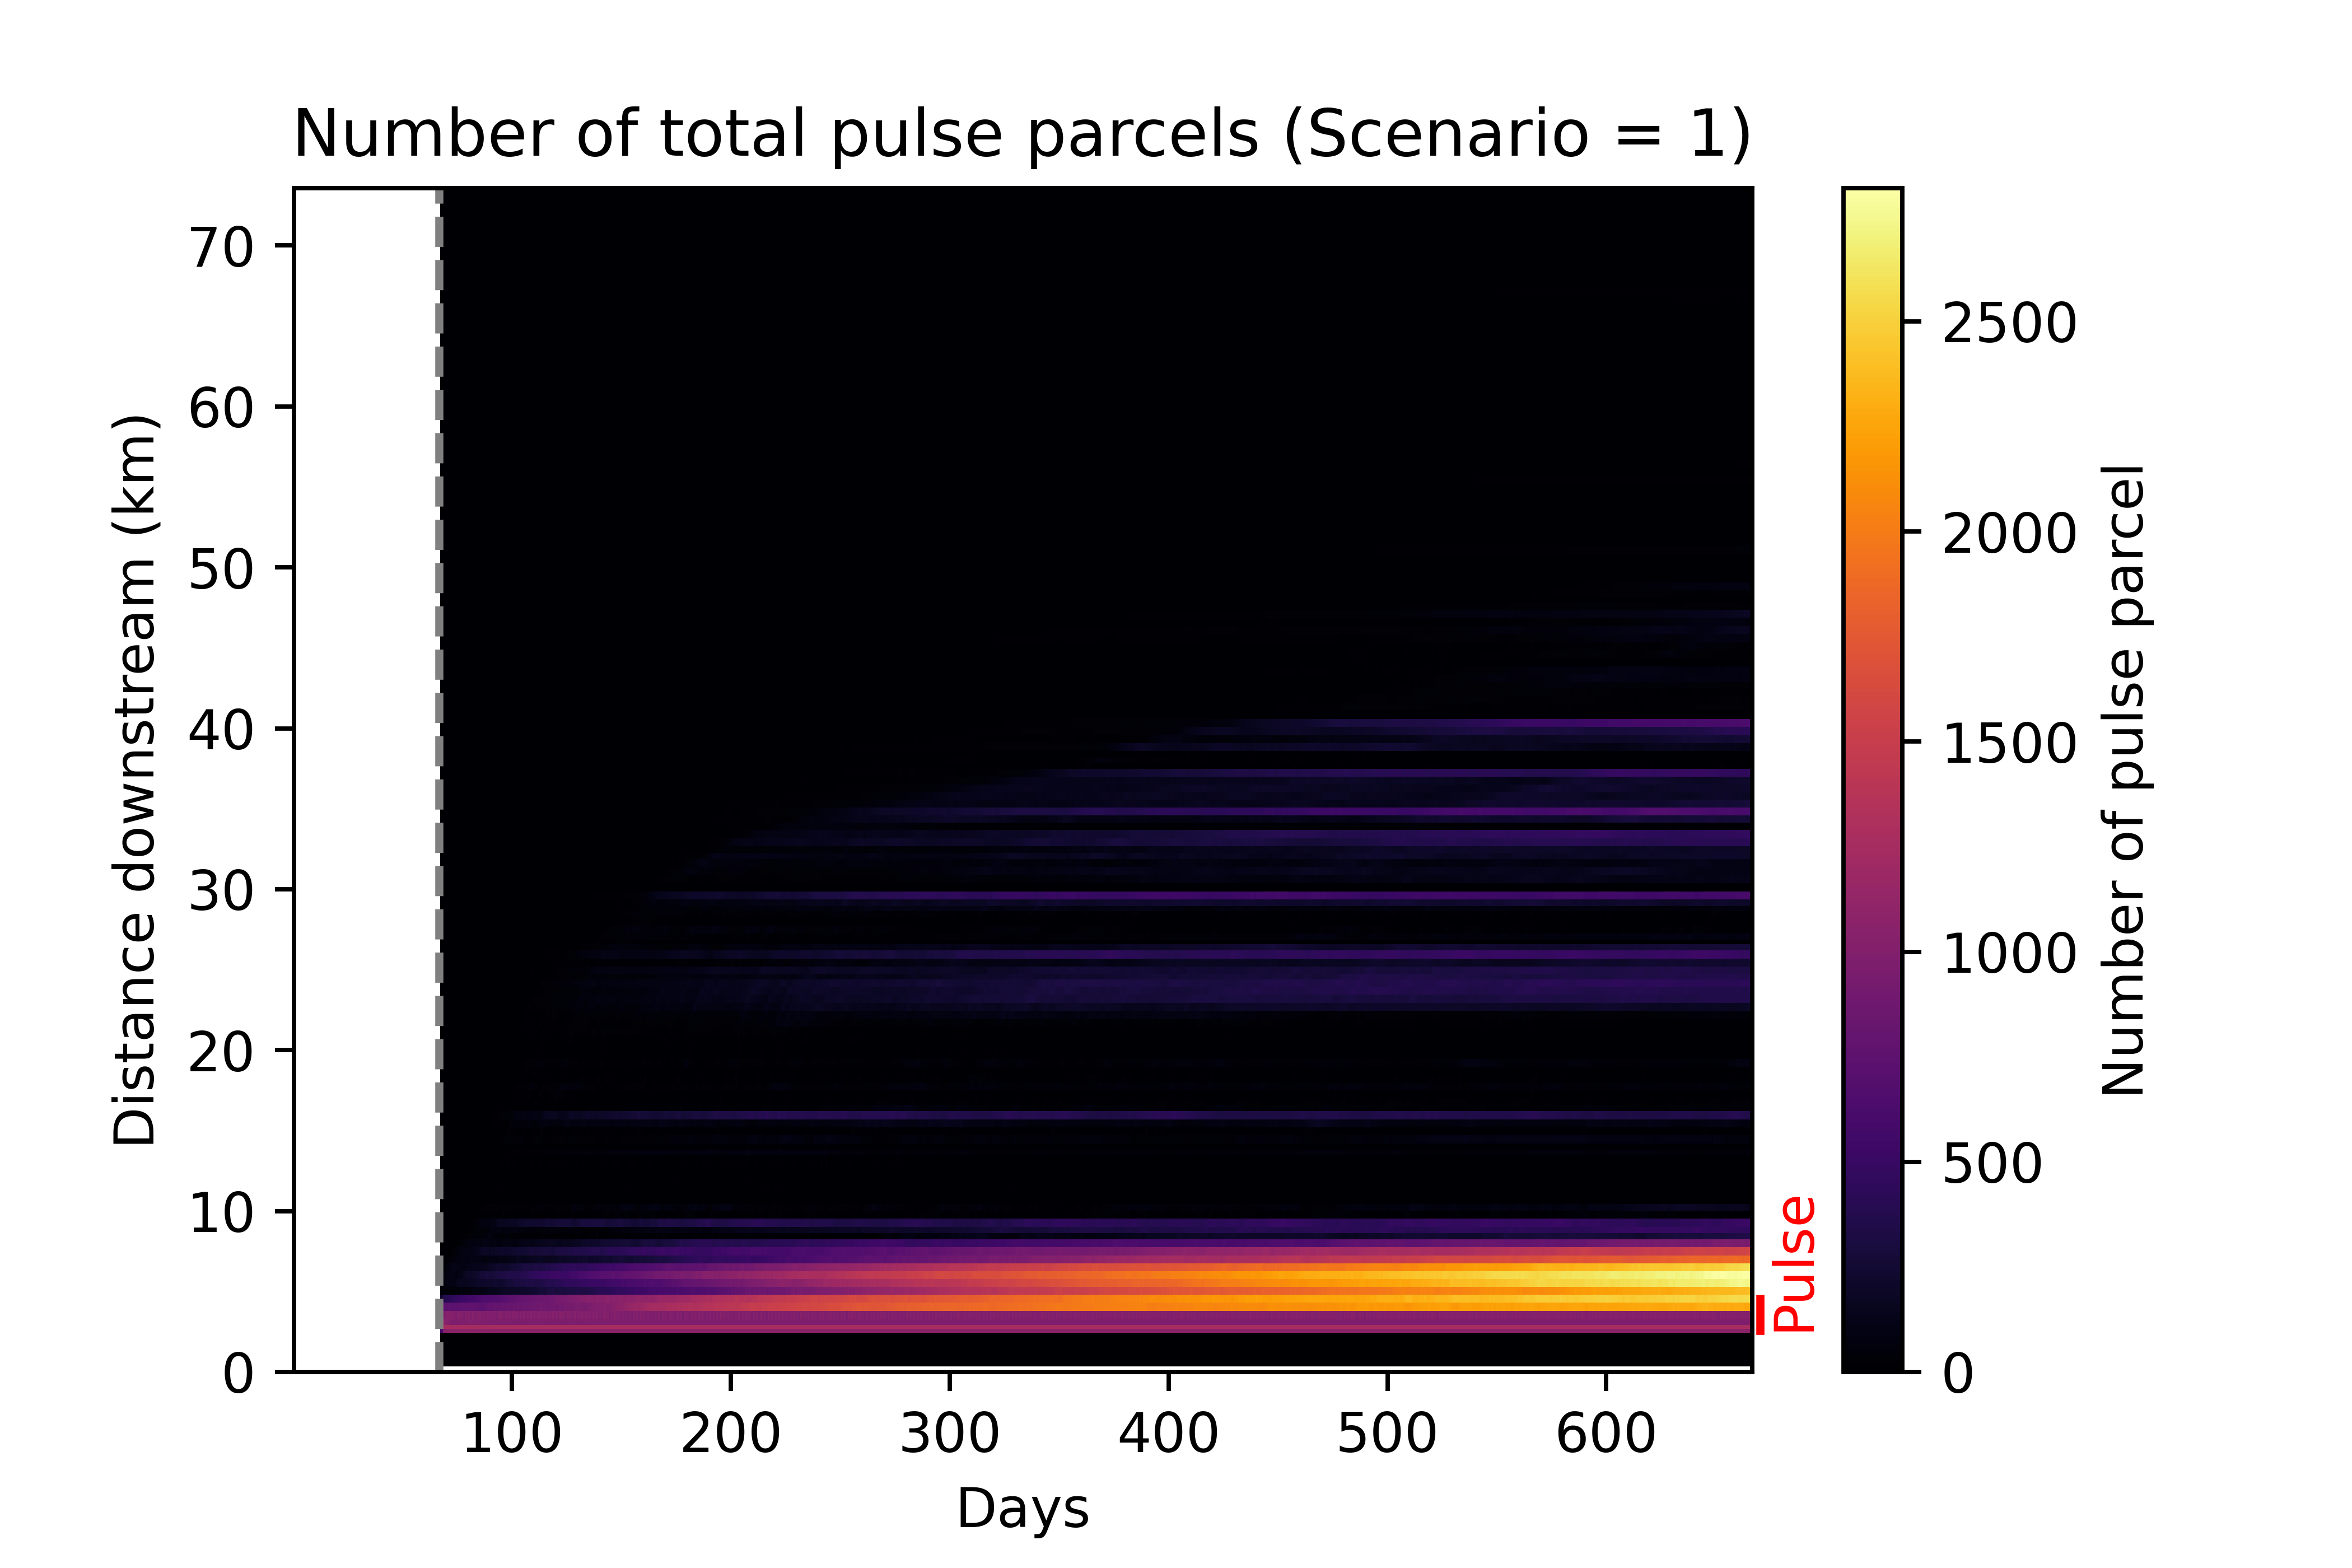 Number of total pulse parcels (Scenario = 1)
Distance downstream (km)
70
60
50
40
30
20
10
0
100 200 300 400 500 600
Days
Pulse
2500
2000
1500
1000
500
0
Number of pulse parcel